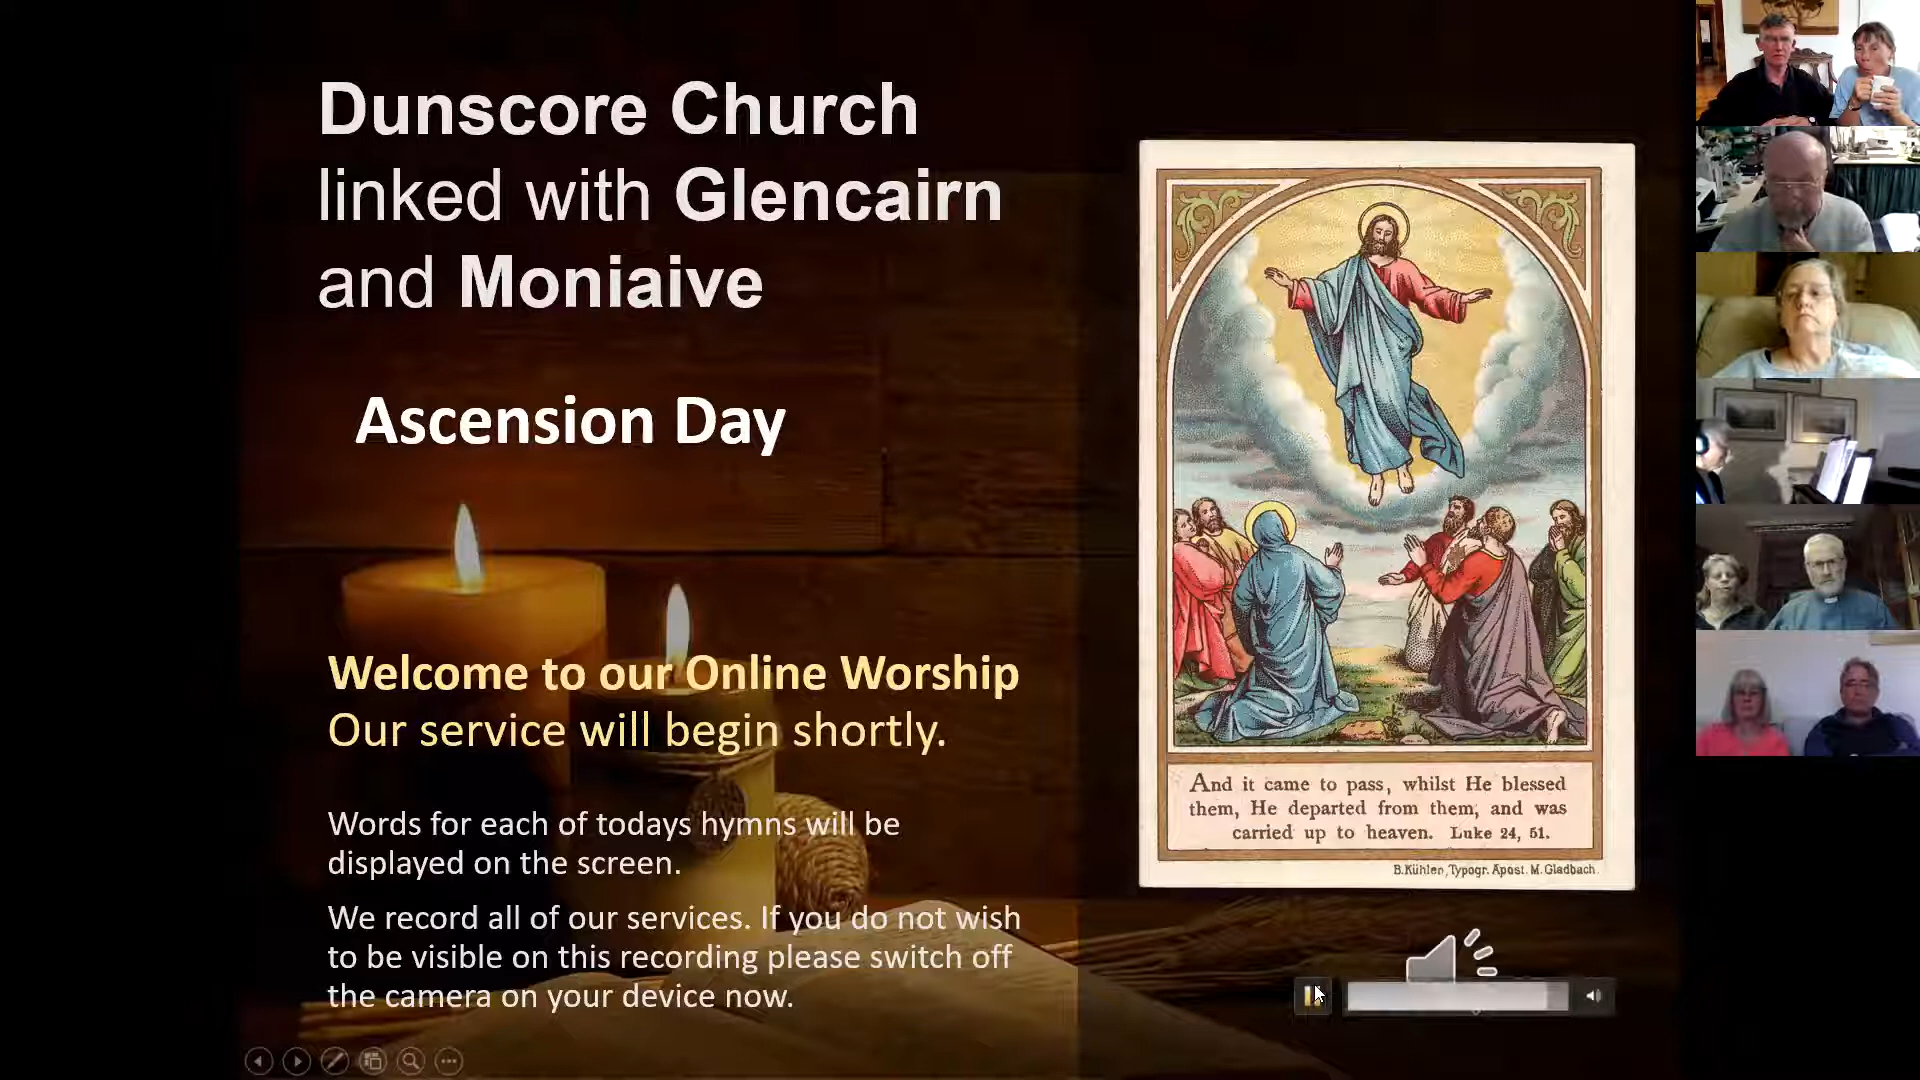 Dunscore Church
linked with Glencairn
and Moniaive
Ascension Day
Welcome to our Online Worship
Our service will begin shortly.
Words for each of todays hymns will be
displayed on the screen.
We record all of our services. If you do not wish
to be visible on this recording please switch off
the camera on your device now.
And it came to pass, whilst He blessed
them, He departed from them, and was
carried up to heaven. Luke 24, 51.
B.Kühlen, Typogr. Apost. M. Gladbach.